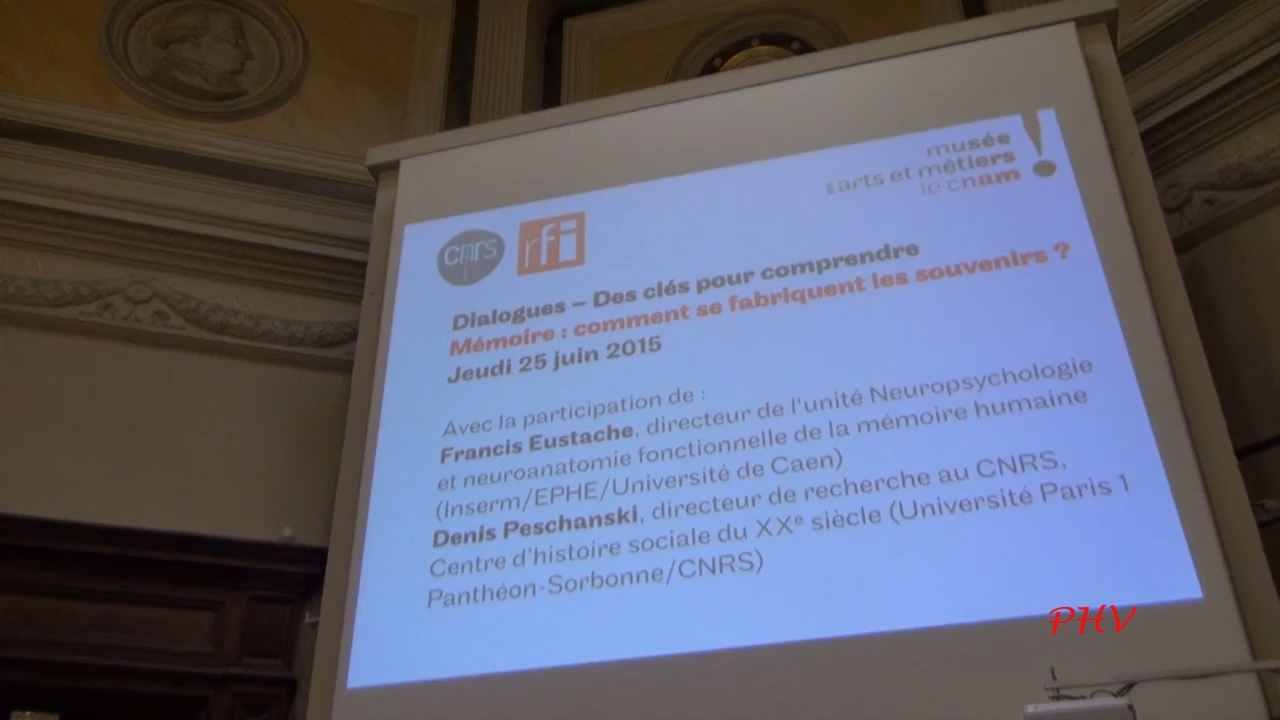 musée
arts et métiers
le cnam
cnrs
rfi
Dialogues – Des clés pour comprendre
Mémoire : comment se fabriquent les souvenirs ?
Jeudi 25 juin 2015
Avec la participation de :
Francis Eustache, directeur de l'unité Neuropsychologie
et neuroanatomie fonctionnelle de la mémoire humaine
(Inserm/EPHE/Université de Caen)
Denis Peschanski, directeur de recherche au CNRS,
Centre d'histoire sociale du XXe siècle (Université Paris 1
Panthéon-Sorbonne/CNRS)
PHV